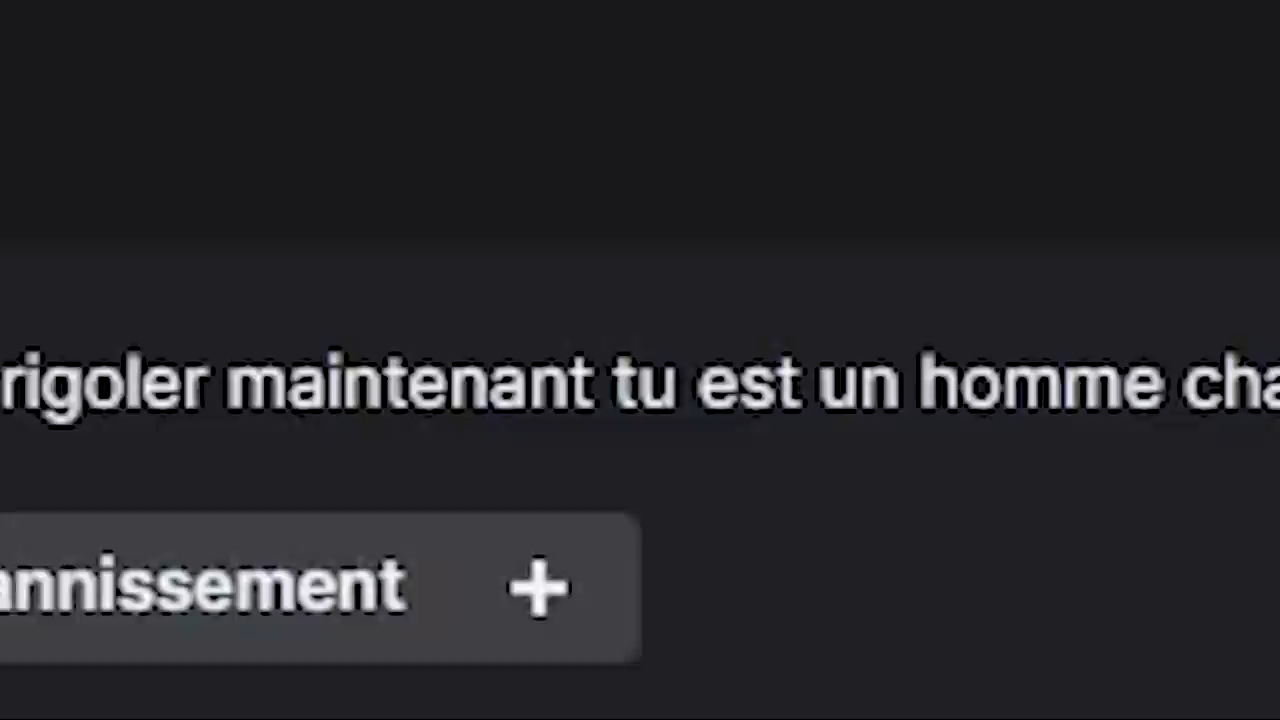 rigoler maintenant tu est un homme cha
annissement +